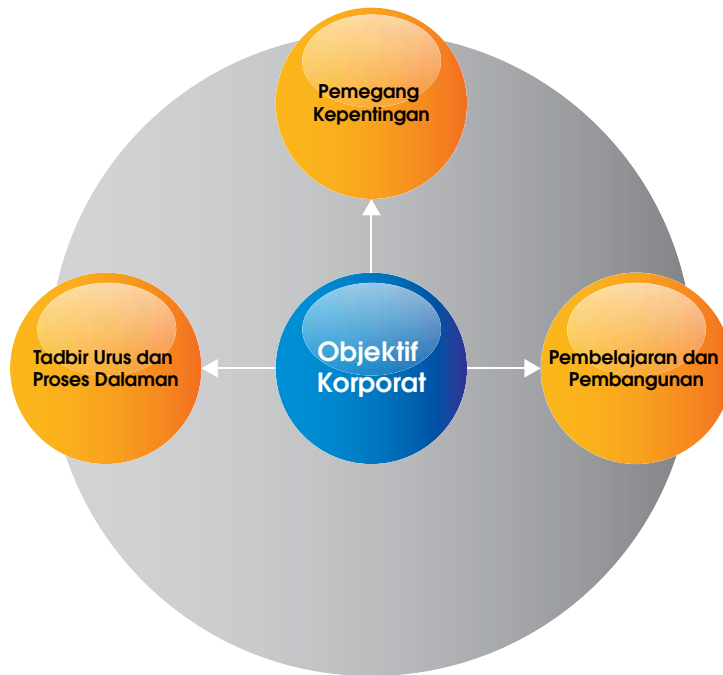 Pemegang
Kepentingan
Tadbir Urus dan
Proses Dalaman
Objektif
Korporat
Pembelajaran dan
Pembangunan